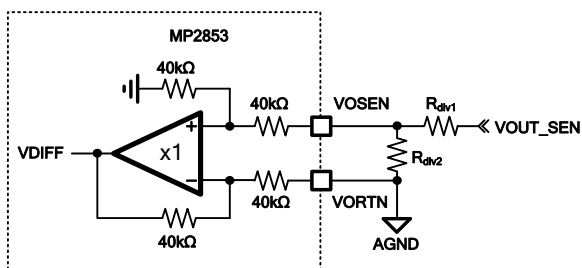 MP2853
40kΩ
40kΩ
VOSEN
Rdiv1
VOUT_SEN
+
VDIFF
x1
Rdiv2
−
40kΩ
VORTN
40kΩ
AGND